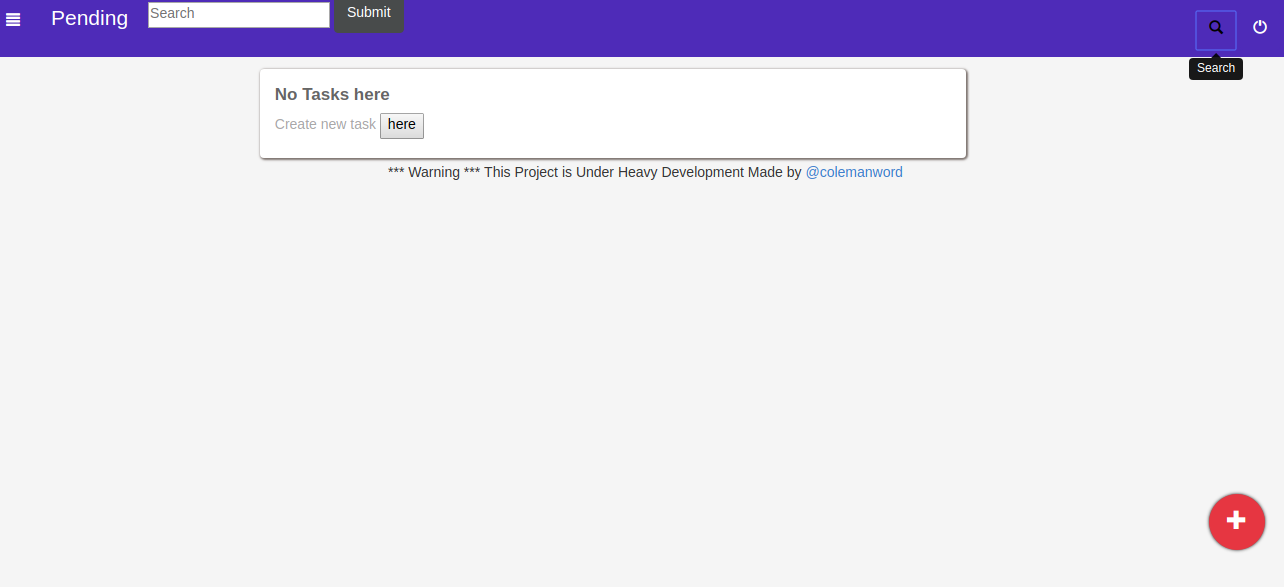 Pending Search Submit
Search
No Tasks here
Create new task here
*** Warning *** This Project is Under Heavy Development Made by @colemanword